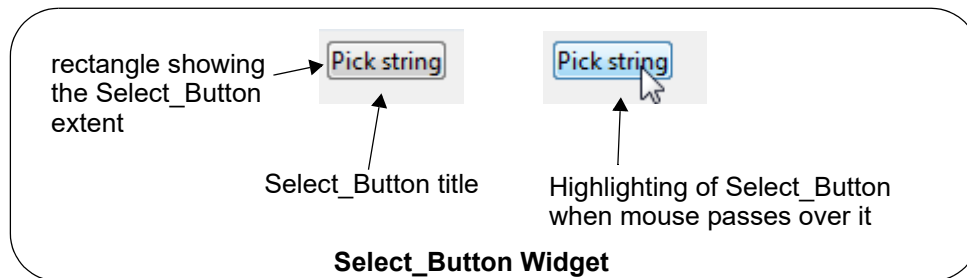 rectangle showing
the Select_Button
extent
Pick string
Pick string
Select_Button title
Highlighting of Select_Button
when mouse passes over it
Select_Button Widget